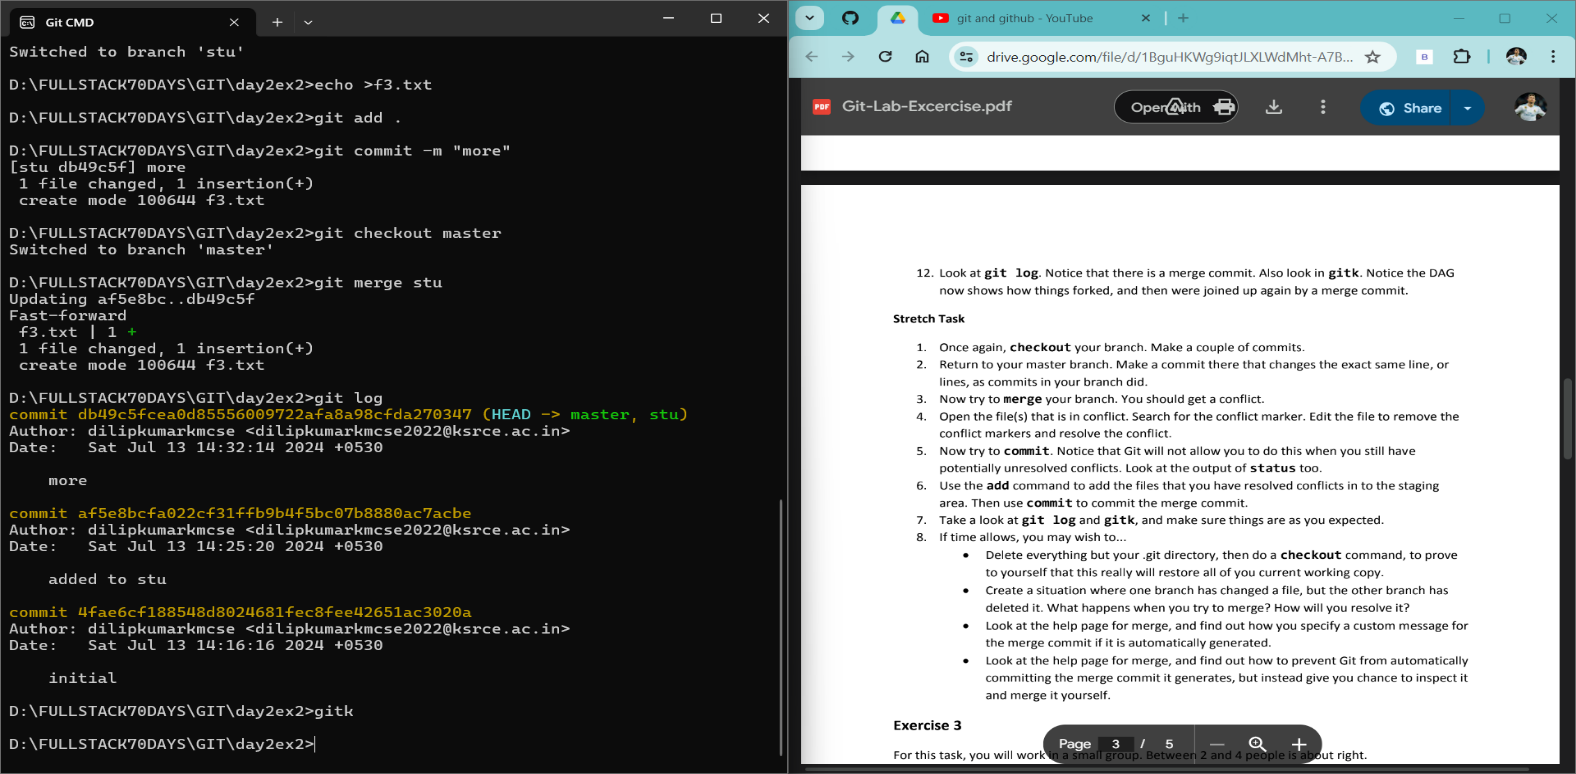 Git CMD
Switched to branch 'stu'
D:\FULLSTACK70DAYS\GIT\day2ex2>echo >f3.txt
D:\FULLSTACK70DAYS\GIT\day2ex2>git add .
D:\FULLSTACK70DAYS\GIT\day2ex2>git commit -m "more"
[stu db49c5f] more
1 file changed, 1 insertion(+)
create mode 100644 f3.txt
D:\FULLSTACK70DAYS\GIT\day2ex2>git checkout master
Switched to branch 'master'
D:\FULLSTACK70DAYS\GIT\day2ex2>git merge stu
Updating af5e8bc..db49c5f
Fast-forward
f3.txt | 1 +
1 file changed, 1 insertion(+)
create mode 100644 f3.txt
D:\FULLSTACK70DAYS\GIT\day2ex2>git log
commit db49c5fcea0d85556009722afa8a98cfda270347 (HEAD -> master, stu)
Author: dilipkumarkmcse <dilipkumarkmcse2022@ksrce.ac.in>
Date:   Sat Jul 13 14:32:14 2024 +0530
more
commit af5e8bcfa022cf31ffb9b4f5bc07b8880ac7acbe
Author: dilipkumarkmcse <dilipkumarkmcse2022@ksrce.ac.in>
Date:   Sat Jul 13 14:25:20 2024 +0530
added to stu
commit 4fae6cf188548d8024681fec8fee42651ac3020a
Author: dilipkumarkmcse <dilipkumarkmcse2022@ksrce.ac.in>
Date:   Sat Jul 13 14:16:16 2024 +0530
initial
D:\FULLSTACK70DAYS\GIT\day2ex2>gitk
D:\FULLSTACK70DAYS\GIT\day2ex2>
git and github - YouTube
drive.google.com/file/d/1BguHKWg9iqtJLXLWdMht-A7B...
B
PDF Git-Lab-Excercise.pdf
Open with
Share
12. Look at git log. Notice that there is a merge commit. Also look in gitk. Notice the DAG
now shows how things forked, and then were joined up again by a merge commit.
Stretch Task
1. Once again, checkout your branch. Make a couple of commits.
2. Return to your master branch. Make a commit there that changes the exact same line, or
lines, as commits in your branch did.
3. Now try to merge your branch. You should get a conflict.
4. Open the file(s) that is in conflict. Search for the conflict marker. Edit the file to remove the
conflict markers and resolve the conflict.
5. Now try to commit. Notice that Git will not allow you to do this when you still have
potentially unresolved conflicts. Look at the output of status too.
6. Use the add command to add the files that you have resolved conflicts in to the staging
area. Then use commit to commit the merge commit.
7. Take a look at git log and gitk, and make sure things are as you expected.
8. If time allows, you may wish to...
• Delete everything but your .git directory, then do a checkout command, to prove
to yourself that this really will restore all of you current working copy.
• Create a situation where one branch has changed a file, but the other branch has
deleted it. What happens when you try to merge? How will you resolve it?
• Look at the help page for merge, and find out how you specify a custom message for
the merge commit if it is automatically generated.
• Look at the help page for merge, and find out how to prevent Git from automatically
committing the merge commit it generates, but instead give you chance to inspect it
and merge it yourself.
Exercise 3
Page 3 / 5
For this task, you will work in a small group. Between 2 and 4 people is about right.